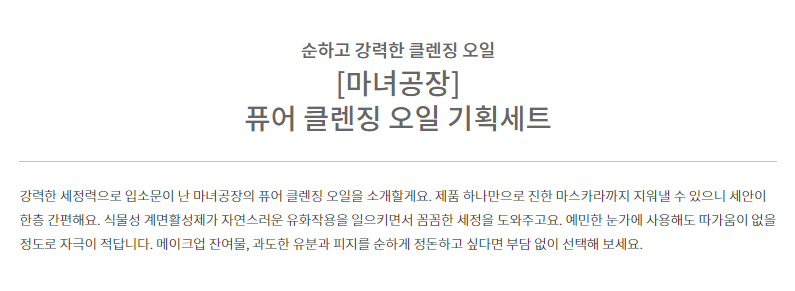 순하고 강력한 클렌징 오일
[마녀공장]
퓨어 클렌징 오일 기획세트
강력한 세정력으로 입소문이 난 마녀공장의 퓨어 클렌징 오일을 소개할게요. 제품 하나만으로 진한 마스카라까지 지워낼 수 있으니 세안이
한층 간편해요. 식물성 계면활성제가 자연스러운 유화작용을 일으키면서 꼼꼼한 세정을 도와주고요. 예민한 눈가에 사용해도 따가움이 없을
정도로 자극이 적답니다. 메이크업 잔여물, 과도한 유분과 피지를 순하게 정돈하고 싶다면 부담 없이 선택해 보세요.